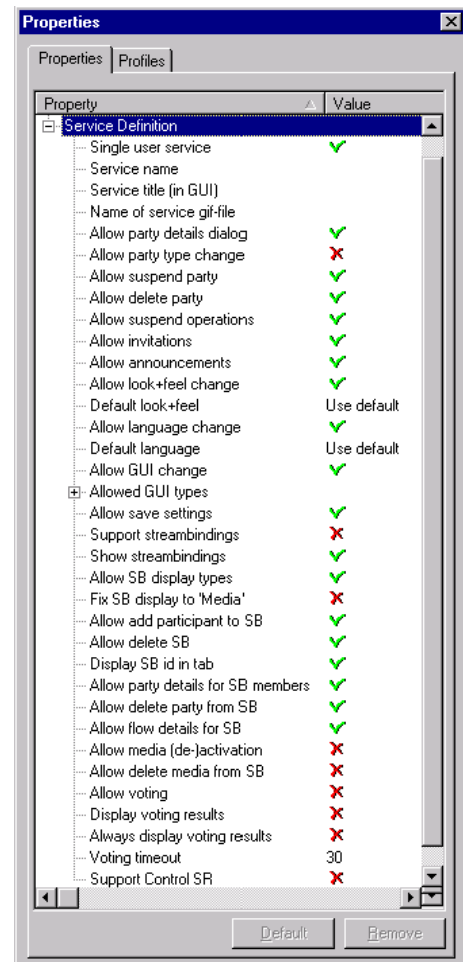 Properties
Properties Profiles
Property Value
Service Definition
Single user service
Service name
Service title (in GUI)
Name of service gif-file
Allow party details dialog
Allow party type change
Allow suspend party
Allow delete party
Allow suspend operations
Allow invitations
Allow announcements
Allow look+feel change
Default look+feel Use default
Allow language change
Default language Use default
Allow GUI change
Allowed GUI types
Allow save settings
Support streambindings
Show streambindings
Allow SB display types
Fix SB display to 'Media'
Allow add participant to SB
Allow delete SB
Display SB id in tab
Allow party details for SB members
Allow delete party from SB
Allow flow details for SB
Allow media (de-)activation
Allow delete media from SB
Allow voting
Display voting results
Always display voting results
Voting timeout 30
Support Control SR
Default Remove